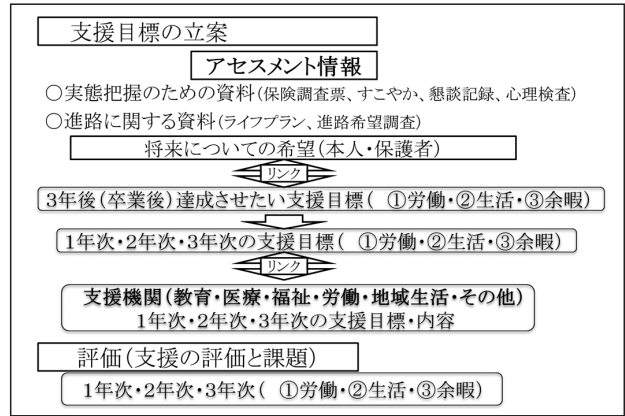 支援目標の立案
アセスメント情報
○実態把握のための資料(保険調査票、すこやか、懇談記録、心理検査)
○進路に関する資料(ライフプラン、進路希望調査)
将来についての希望(本人・保護者)
リンク
3年後(卒業後)達成させたい支援目標( ①労働・②生活・③余暇)
1年次・2年次・3年次の支援目標( ①労働・②生活・③余暇)
リンク
支援機関(教育・医療・福祉・労働・地域生活・その他)
1年次・2年次・3年次の支援目標・内容
評価(支援の評価と課題)
1年次・2年次・3年次( ①労働・②生活・③余暇)